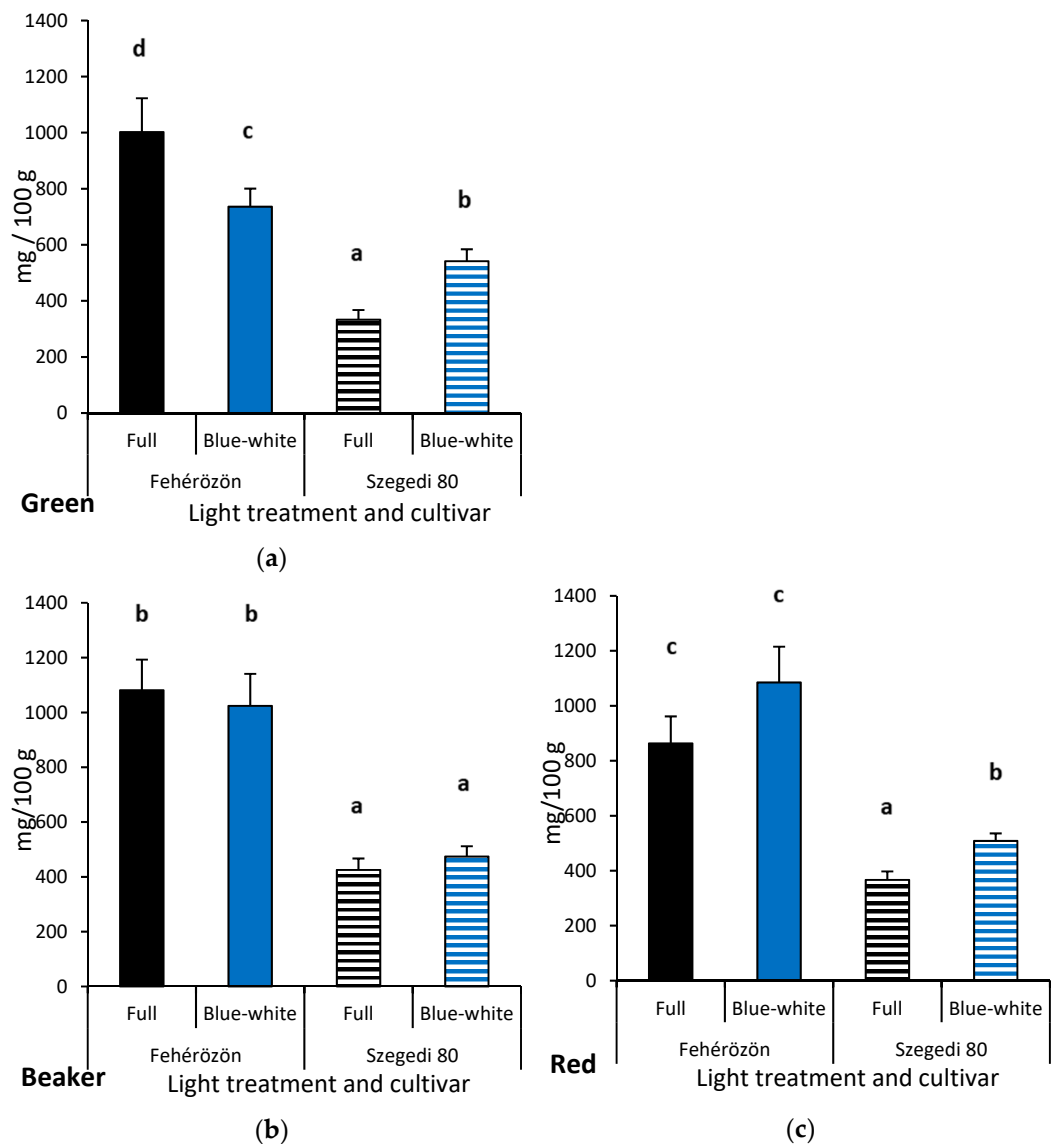 1400
1200
1000
800
600
400
200
0
mg / 100 g
d
c
a
b
Full Blue-white Full Blue-white
Fehérözön Szegedi 80
Green
Light treatment and cultivar
(a)
1400
1200
1000
800
600
400
200
0
mg/100 g
b
b
a
a
Full Blue-white Full Blue-white
Fehérözön Szegedi 80
Beaker
Light treatment and cultivar
(b)
1400
1200
1000
800
600
400
200
0
mg/100 g
c
c
a
b
Full Blue-white Full Blue-white
Fehérözön Szegedi 80
Red
Light treatment and cultivar
(c)